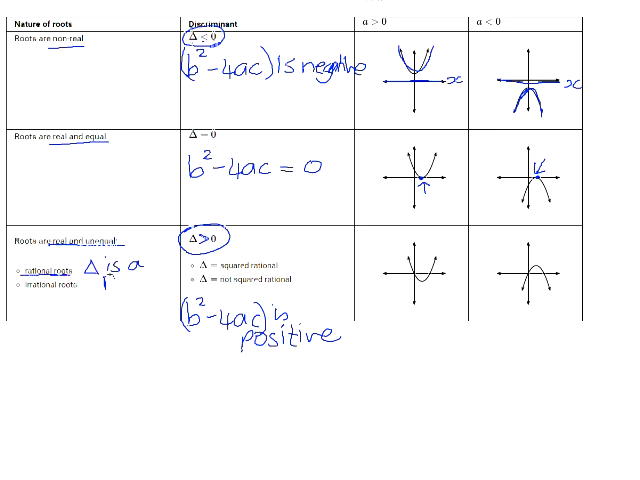 Nature of roots Discriminant a > 0 a < 0
Roots are non-real Δ < 0
(b² - 4ac) is negative x x
Roots are real and equal Δ = 0
b² - 4ac = 0
Roots are real and unequal: Δ > 0
rational roots Δ is a Δ = squared rational
irrational roots Δ = not squared rational
(b² - 4ac) is
positive